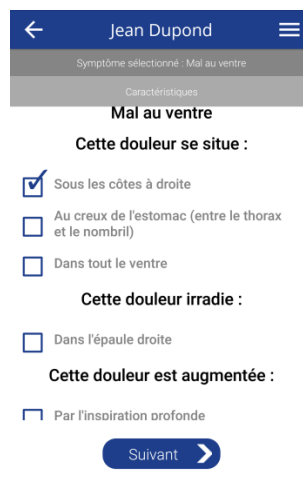 Jean Dupond
Symptôme sélectionné : Mal au ventre
Caractéristiques
Mal au ventre
Cette douleur se situe :
Sous les côtes à droite
Au creux de l'estomac (entre le thorax
et le nombril)
Dans tout le ventre
Cette douleur irradie :
Dans l'épaule droite
Cette douleur est augmentée :
Par l'inspiration profonde
Suivant